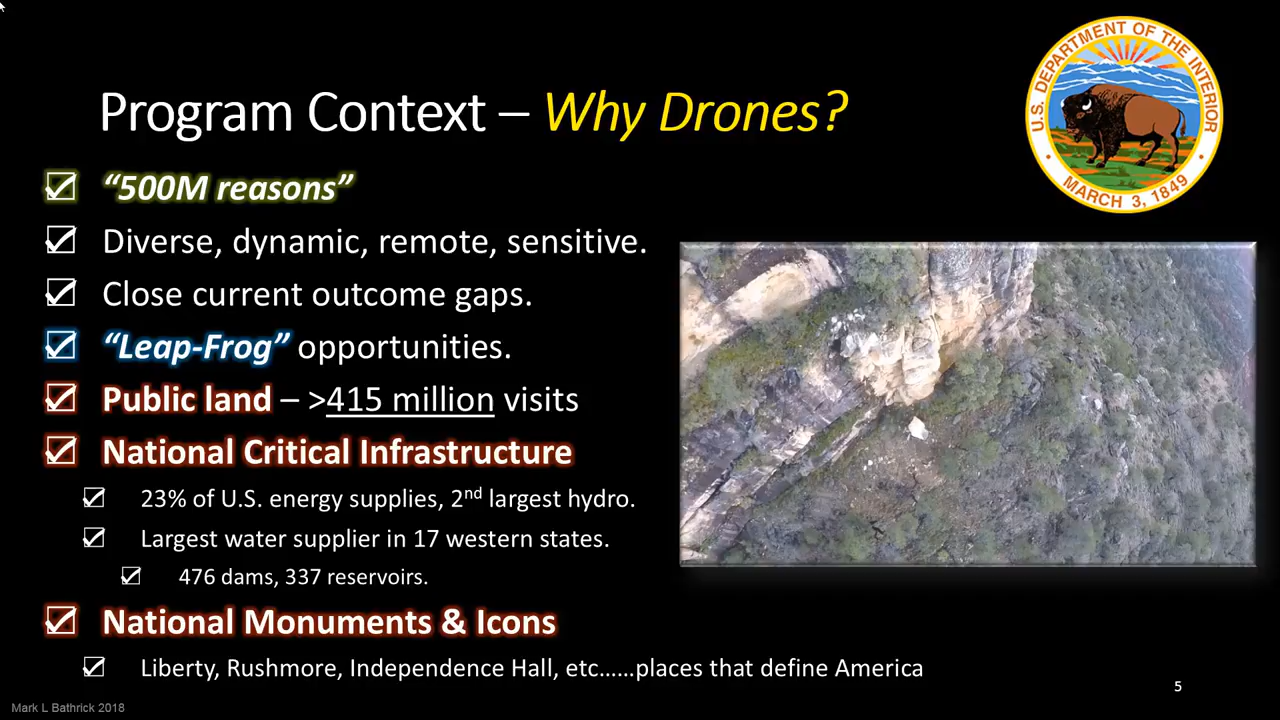 Program Context – Why Drones?
U.S. DEPARTMENT OF THE INTERIOR
MARCH 3, 1849
“500M reasons”
Diverse, dynamic, remote, sensitive.
Close current outcome gaps.
“Leap-Frog” opportunities.
Public land – >415 million visits
National Critical Infrastructure
23% of U.S. energy supplies, 2nd largest hydro.
Largest water supplier in 17 western states.
476 dams, 337 reservoirs.
National Monuments & Icons
Liberty, Rushmore, Independence Hall, etc……places that define America
5
Mark L Bathrick 2018